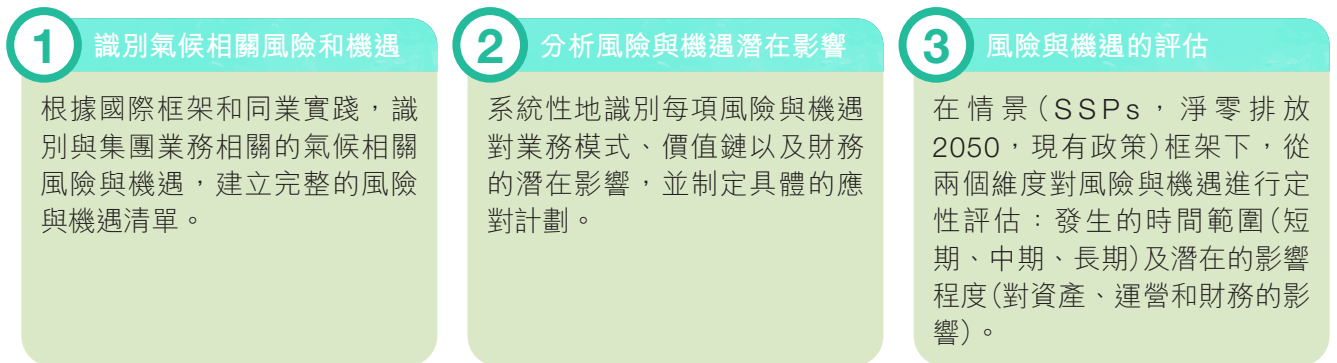 1 識別氣候相關風險和機遇
根據國際框架和同業實踐，識
別與集團業務相關的氣候相關
風險與機遇，建立完整的風險
與機遇清單。
2 分析風險與機遇潛在影響
系統性地識別每項風險與機遇
對業務模式、價值鏈以及財務
的潛在影響，並制定具體的應
對計劃。
3 風險與機遇的評估
在情景(SSPs，淨零排放
2050，現有政策)框架下，從
兩個維度對風險與機遇進行定
性評估：發生的時間範圍(短
期、中期、長期)及潛在的影響
程度(對資產、運營和財務的影
響)。